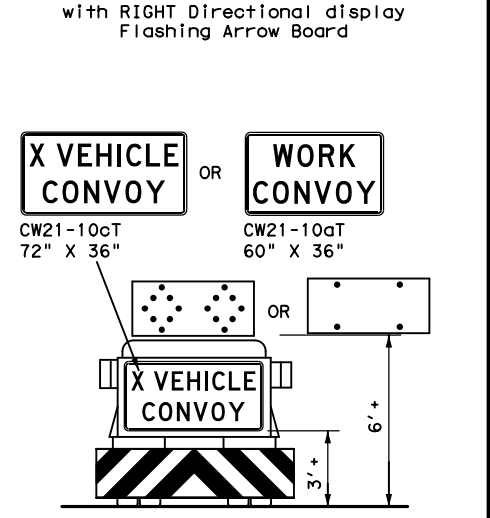 with RIGHT Directional display
Flashing Arrow Board
X VEHICLE
CONVOY
OR
WORK
CONVOY
CW21-10cT
72" X 36"
CW21-10aT
60" X 36"
OR
X VEHICLE
CONVOY
3'+
6'+